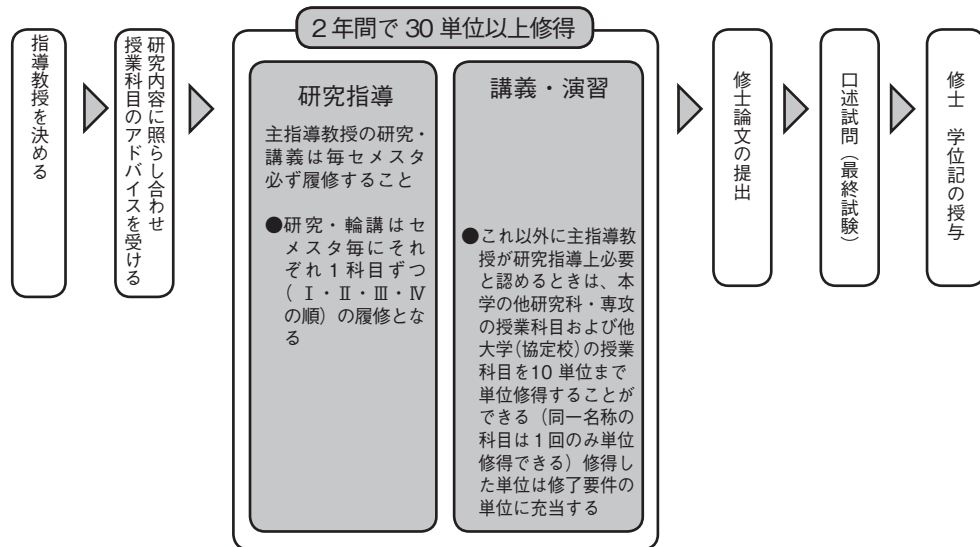 指導教授を決める
研究内容に照らし合わせ
授業科目のアドバイスを受ける
2年間で30単位以上修得
研究指導
主指導教授の研究・
講義は毎セメスタ
必ず履修すること
●研究・輪講はセ
メスタ毎にそれ
ぞれ1科目ずつ
(Ⅰ・Ⅱ・Ⅲ・Ⅳ
の順)の履修とな
る
講義・演習
●これ以外に主指導教
授が研究指導上必要
と認めるときは、本
学の他研究科・専攻
の授業科目および他
大学(協定校)の授業
科目を10単位まで
単位修得することが
できる(同一名称の
科目は1回のみ単位
修得できる)修得し
た単位は修了要件の
単位に充当する
修士論文の提出
口述試問(最終試験)
修士 学位記の授与